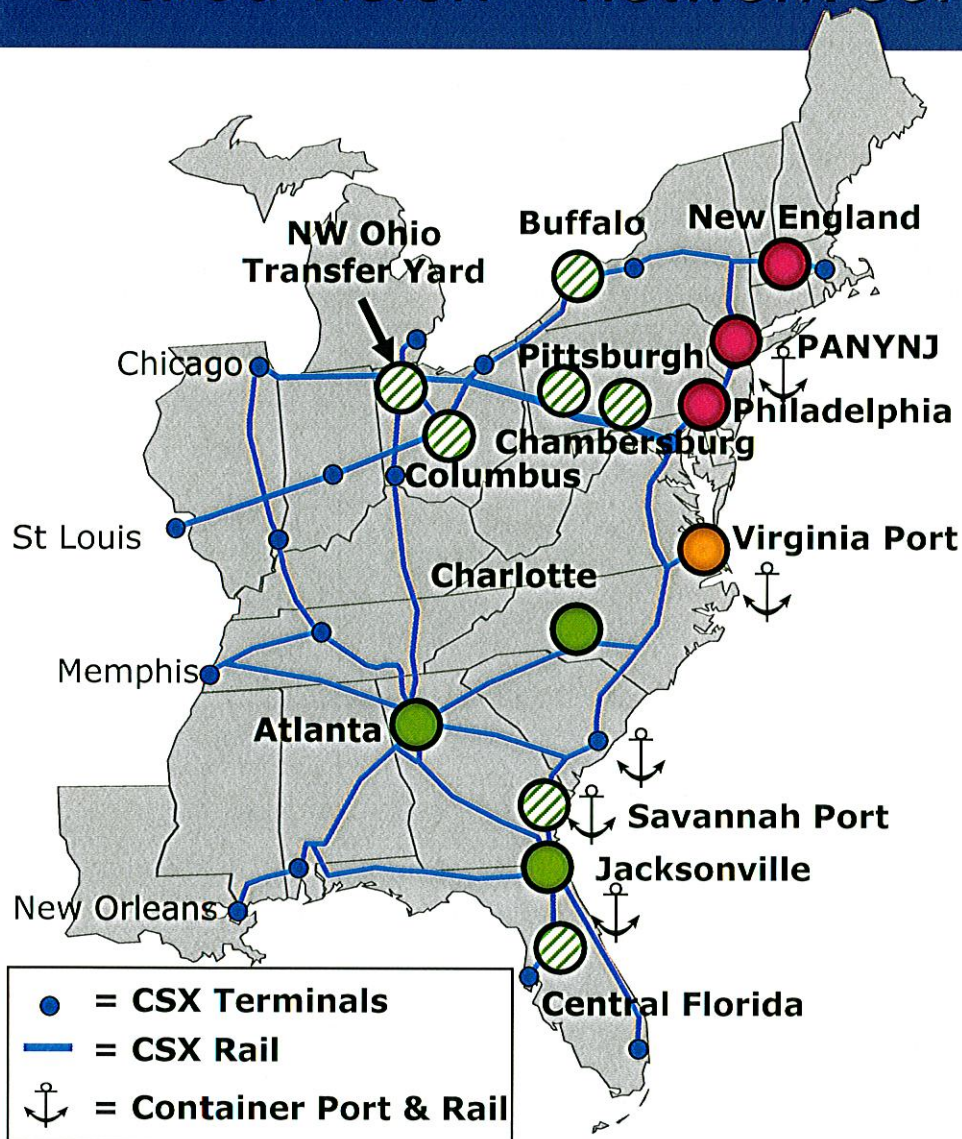 Buffalo
New England
NW Ohio
Transfer Yard
Chicago
Pittsburgh
PANYNJ
Philadelphia
Chambersburg
Columbus
St Louis
Virginia Port
Charlotte
Memphis
Atlanta
Savannah Port
Jacksonville
New Orleans
Central Florida
= CSX Terminals
= CSX Rail
= Container Port & Rail